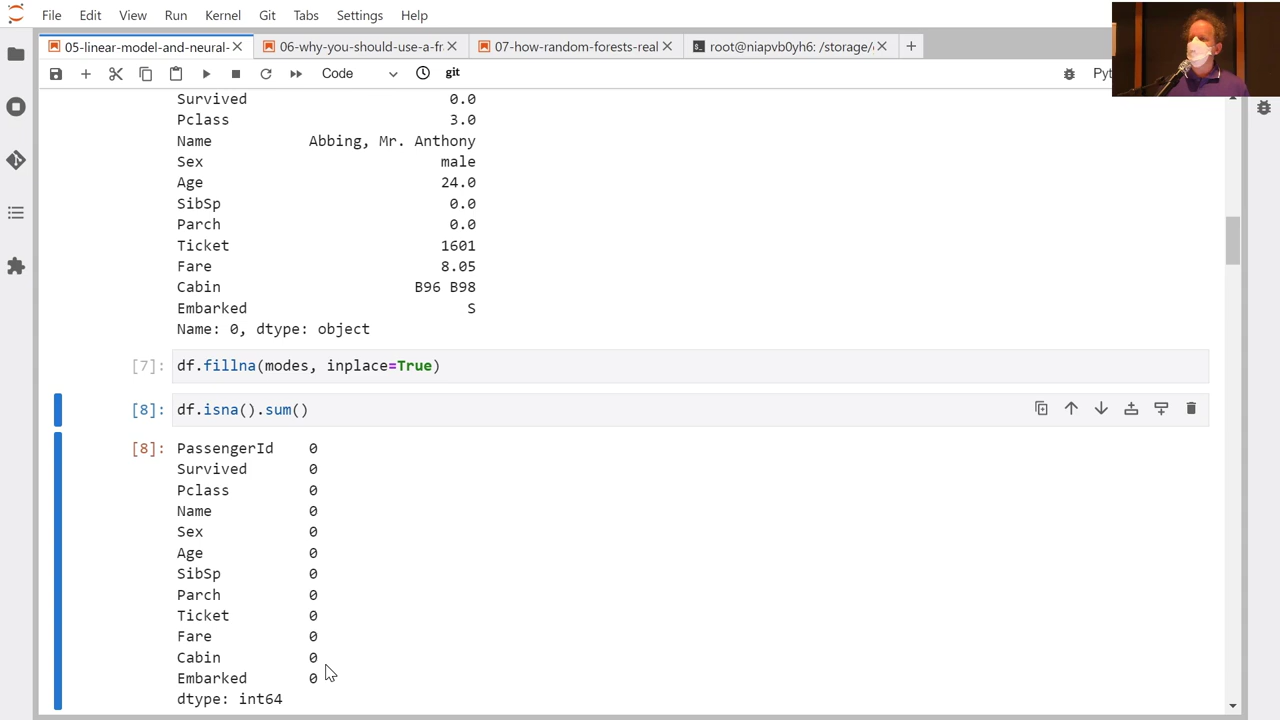 File Edit View Run Kernel Git Tabs Settings Help
05-linear-model-and-neural- 06-why-you-should-use-a-fr 07-how-random-forests-real root@niapvb0yh6: /storage/
Code git Pyt
Survived 0.0
Pclass 3.0
Name Abbing, Mr. Anthony
Sex male
Age 24.0
SibSp 0.0
Parch 0.0
Ticket 1601
Fare 8.05
Cabin B96 B98
Embarked S
Name: 0, dtype: object
[7]: df.fillna(modes, inplace=True)
[8]: df.isna().sum()
[8]: PassengerId 0
Survived 0
Pclass 0
Name 0
Sex 0
Age 0
SibSp 0
Parch 0
Ticket 0
Fare 0
Cabin 0
Embarked 0
dtype: int64